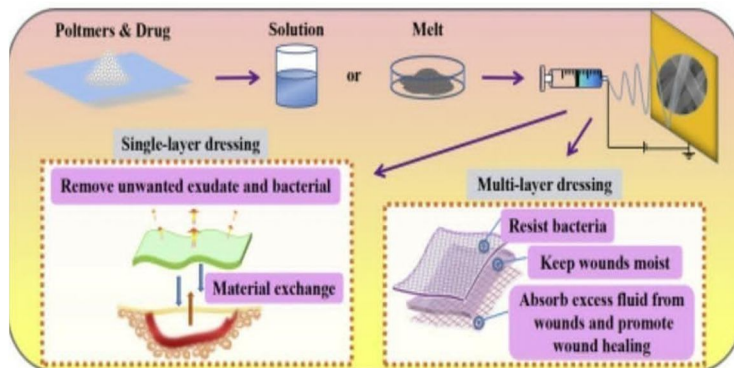 Poltmers & Drug
Solution
or
Melt
Single-layer dressing
Remove unwanted exudate and bacterial
Material exchange
Multi-layer dressing
Resist bacteria
Keep wounds moist
Absorb excess fluid from
wounds and promote
wound healing